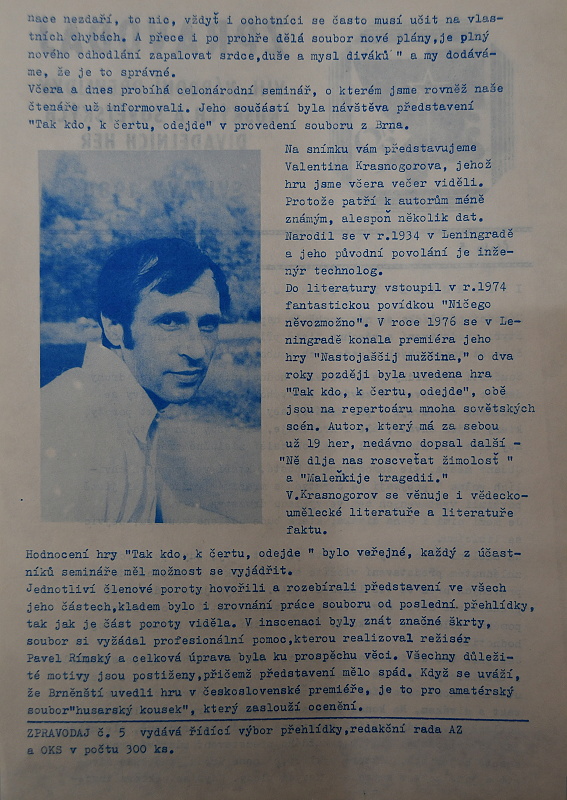 nace nezdaří, to nic, vždyť i ochotníci se často musí učit na vlas-
tních chybách. A přece i po prohře dělá soubor nové plány,je plný
nového odhodlání zapalovat srdce,duše a mysl diváků " a my dodává-
me, že je to správné.
Včera a dnes probíhá celonárodní seminář, o kterém jsme rovněž naše
čtenáře už informovali. Jeho součástí byla návštěva představení
"Tak kdo, k čertu, odejde" v provedení souboru z Brna.
Na snímku vám představujeme
Valentina Krasnogorova, jehož
hru jsme včera večer viděli.
Protože patří k autorům méně
známým, alespoň několik dat.
Narodil se v r.1934 v Leningradě
a jeho původní povolání je inže-
nýr technolog.
Do literatury vstoupil v r.1974
fantastickou povídkou "Ničego
něvozmožno". V roce 1976 se v Le-
ningradě konala premiéra jeho
hry "Nastojaščij mužčina," o dva
roky později byla uvedena hra
"Tak kdo, k čertu, odejde", obě
jsou na repertoáru mnoha sovětských
scén. Autor, který má za sebou
už 19 her, nedávno dopsal další -
"Ně dlja nas roscveťat žimolosť "
a "Maleňkije tragedii."
V.Krasnogorov se věnuje i vědecko-
umělecké literatuře a literatuře
faktu.
Hodnocení hry "Tak kdo, k čertu, odejde " bylo veřejné, každý z účast-
níků semináře měl možnost se vyjádřit.
Jednotliví členové poroty hovořili a rozebírali představení ve všech
jeho částech,kladem bylo i srovnání práce souboru od poslední přehlídky,
tak jak je část poroty viděla. V inscenaci byly znát značné škrty,
soubor si vyžádal profesionální pomoc,kterou realizoval režisér
Pavel Rímský a celková úprava byla ku prospěchu věci. Všechny důleži-
té motivy jsou postiženy,přičemž představení mělo spád. Když se uváží,
že Brněnští uvedli hru v československé premiéře, je to pro amatérský
soubor"husarský kousek", který zaslouží ocenění.
ZPRAVODAJ č. 5 vydává řídící výbor přehlídky,redakční rada AZ
a OKS v počtu 300 ks.